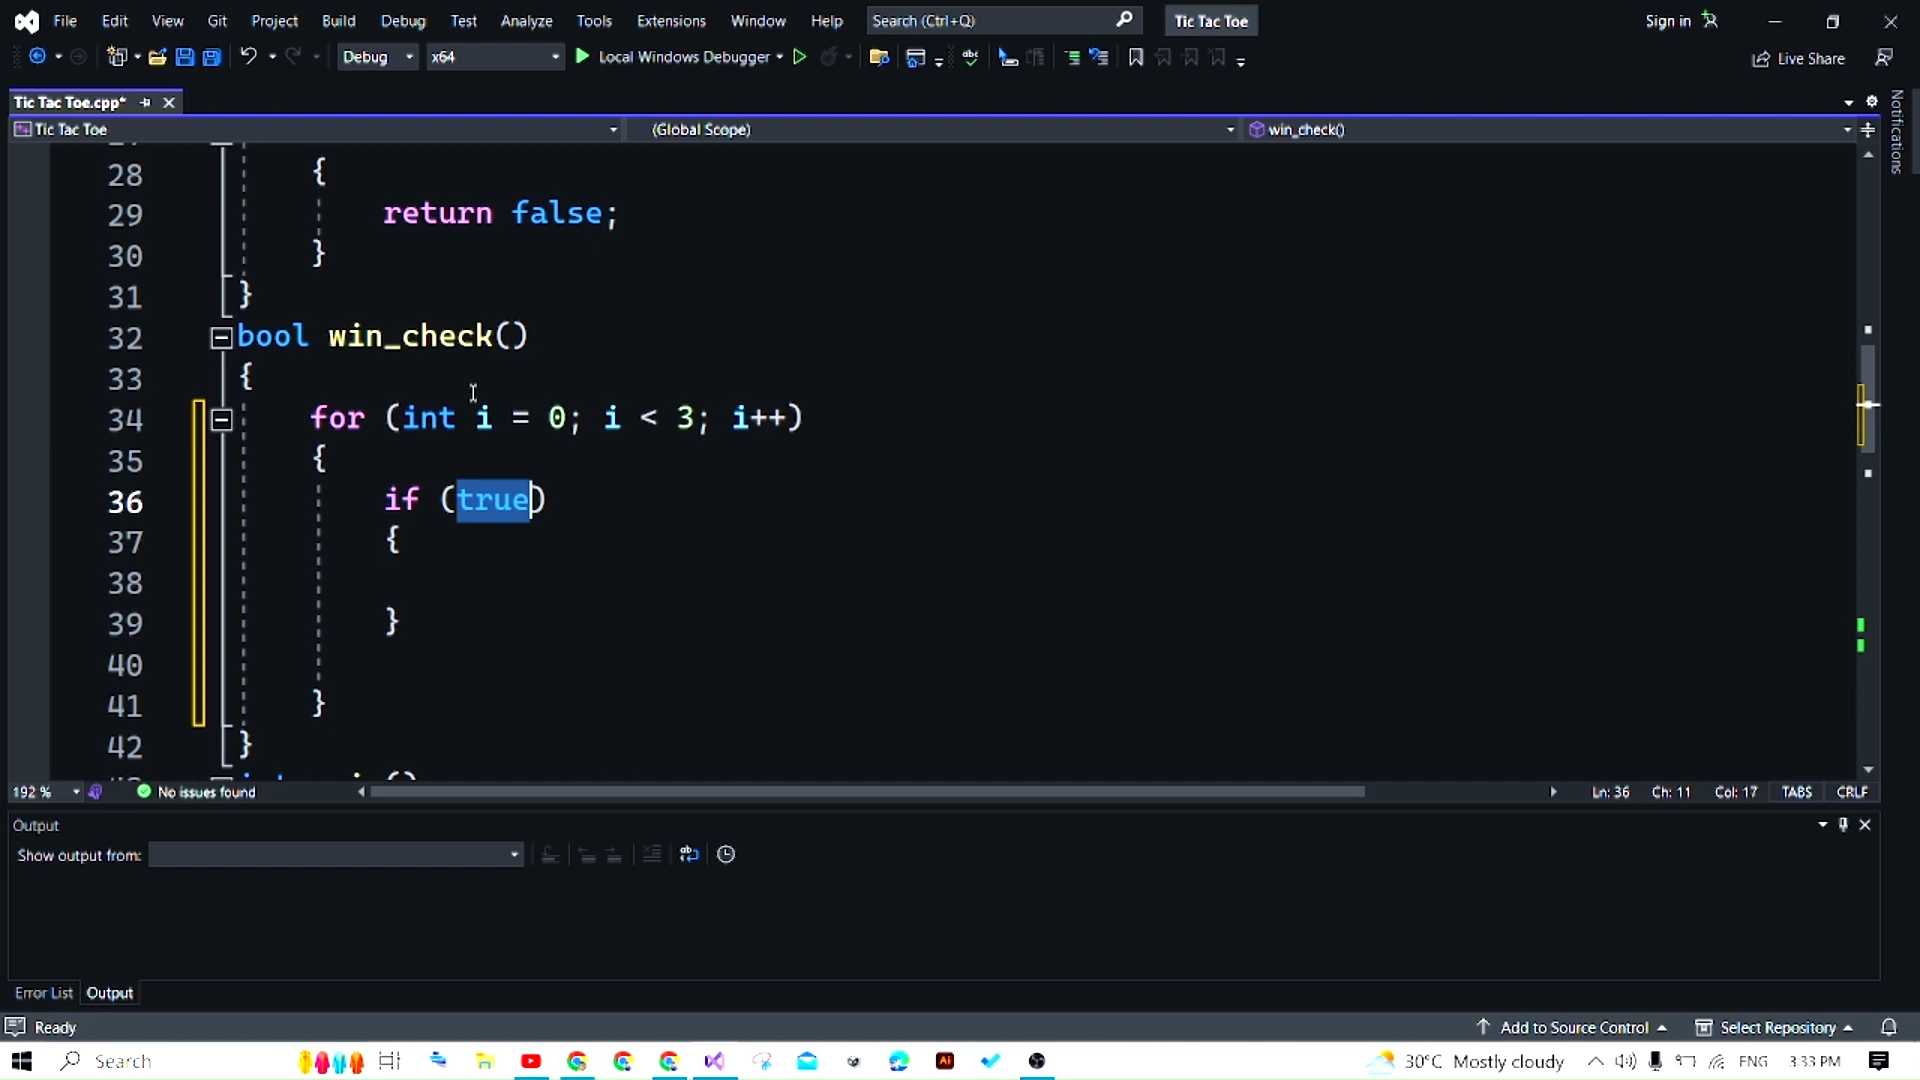 File Edit View Git Project Build Debug Test Analyze Tools Extensions Window Help Search (Ctrl+Q) Tic Tac Toe Sign in
Debug x64 Local Windows Debugger Live Share
Tic Tac Toe.cpp*
Tic Tac Toe (Global Scope) win_check()
Notifications
28 {
29 return false;
30 }
31 }
32 bool win_check()
33 {
34 for (int i = 0; i < 3; i++)
35 {
36 if (true)
37 {
38
39 }
40
41 }
42 }
192 % No issues found Ln: 36 Ch: 11 Col: 17 TABS CRLF
Output
Show output from:
Error List Output
Ready Add to Source Control Select Repository
Search 30°C Mostly cloudy ENG 3:33 PM